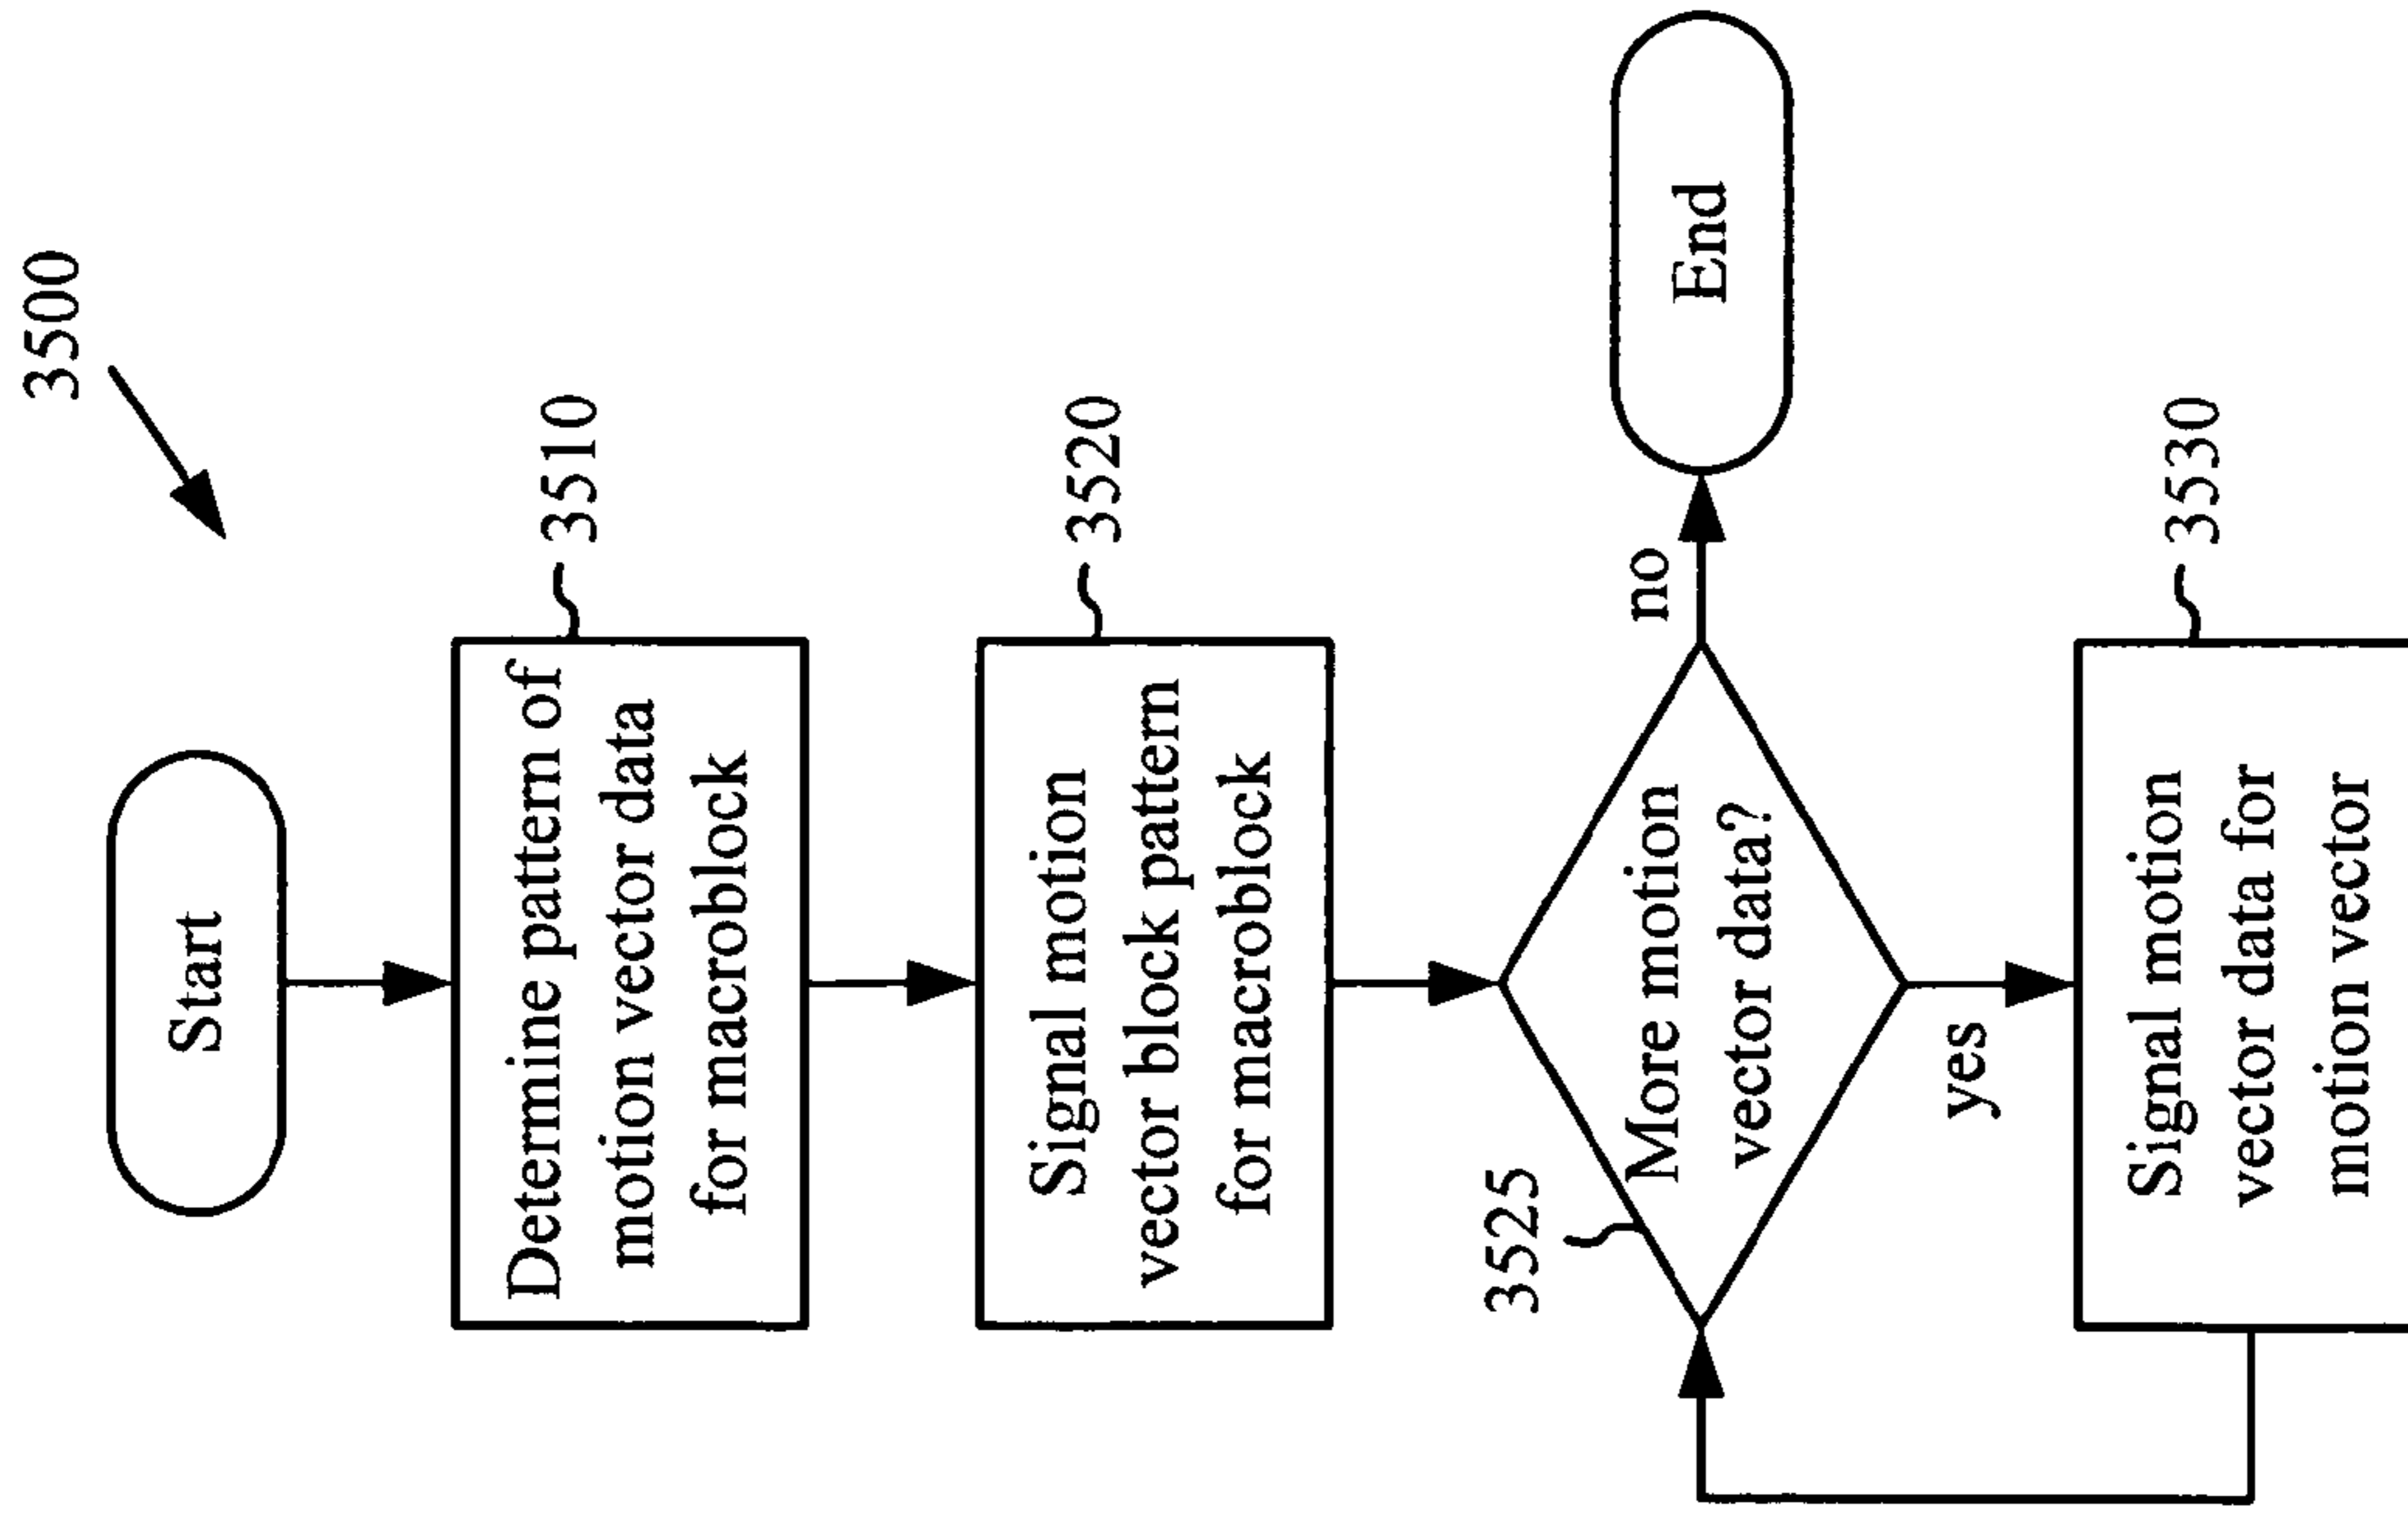 3500
Start
Determine pattern of
motion vector data
for macroblock
3510
Signal motion
vector block pattern
for macroblock
3520
3525
More motion
vector data?
no
End
yes
Signal motion
vector data for
motion vector
3530